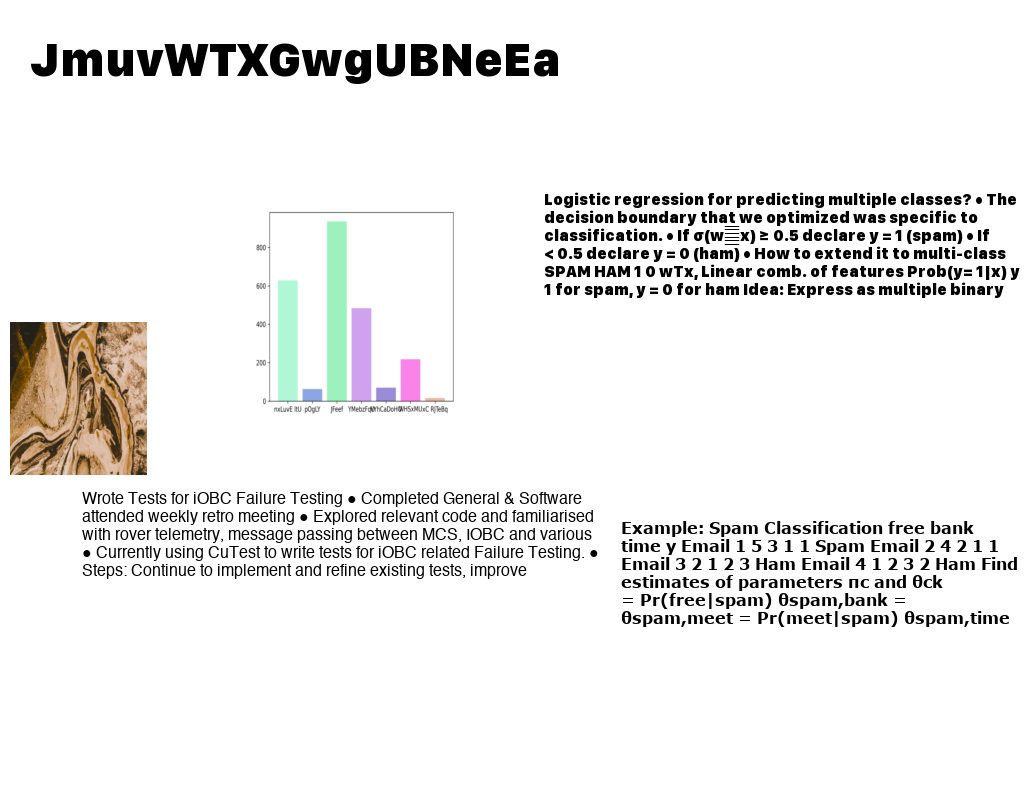 JmuvWTXGwgUBNeEa
Logistic regression for predicting multiple classes? • The
decision boundary that we optimized was specific to
classification. • If σ(w x) ≥ 0.5 declare y = 1 (spam) • If
< 0.5 declare y = 0 (ham) • How to extend it to multi-class
SPAM HAM 1 0 wTx, Linear comb. of features Prob(y= 1|x) y
1 for spam, y = 0 for ham Idea: Express as multiple binary
800
600
400
200
0
nxLuvE ltU pOgLY JFeef
RJTeBq
Wrote Tests for iOBC Failure Testing ● Completed General & Software
attended weekly retro meeting ● Explored relevant code and familiarised
with rover telemetry, message passing between MCS, IOBC and various
● Currently using CuTest to write tests for iOBC related Failure Testing. ●
Steps: Continue to implement and refine existing tests, improve
Example: Spam Classification free bank
time y Email 1 5 3 1 1 Spam Email 2 4 2 1 1
Email 3 2 1 2 3 Ham Email 4 1 2 3 2 Ham Find
estimates of parameters πc and θck
= Pr(free|spam) θspam,bank =
θspam,meet = Pr(meet|spam) θspam,time